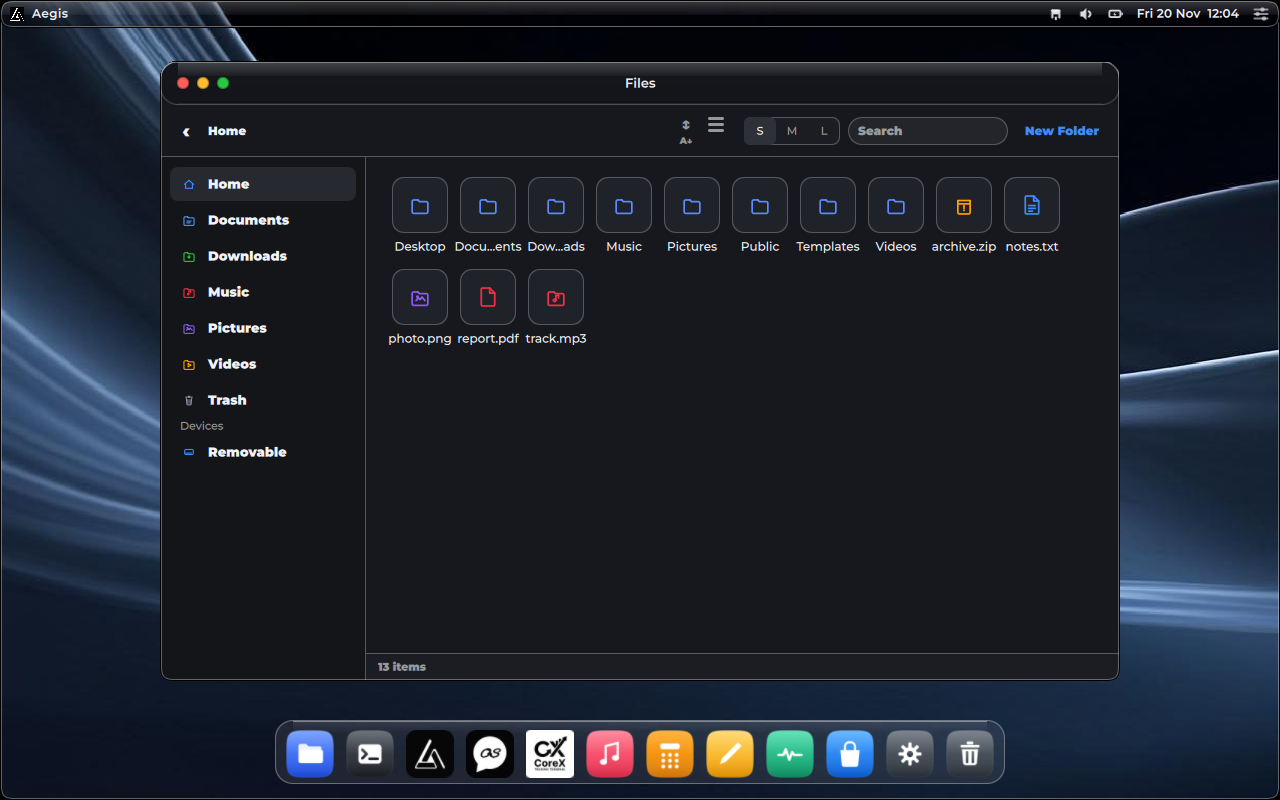 Aegis
Fri 20 Nov 12:04
Files
Home
A
S M L
Search
New Folder
Home
Documents
Downloads
Music
Pictures
Videos
Trash
Devices
Removable
Desktop Docu...ents Dow...ads Music Pictures Public Templates Videos archive.zip notes.txt
photo.png report.pdf track.mp3
13 items
as
CX
CoreX